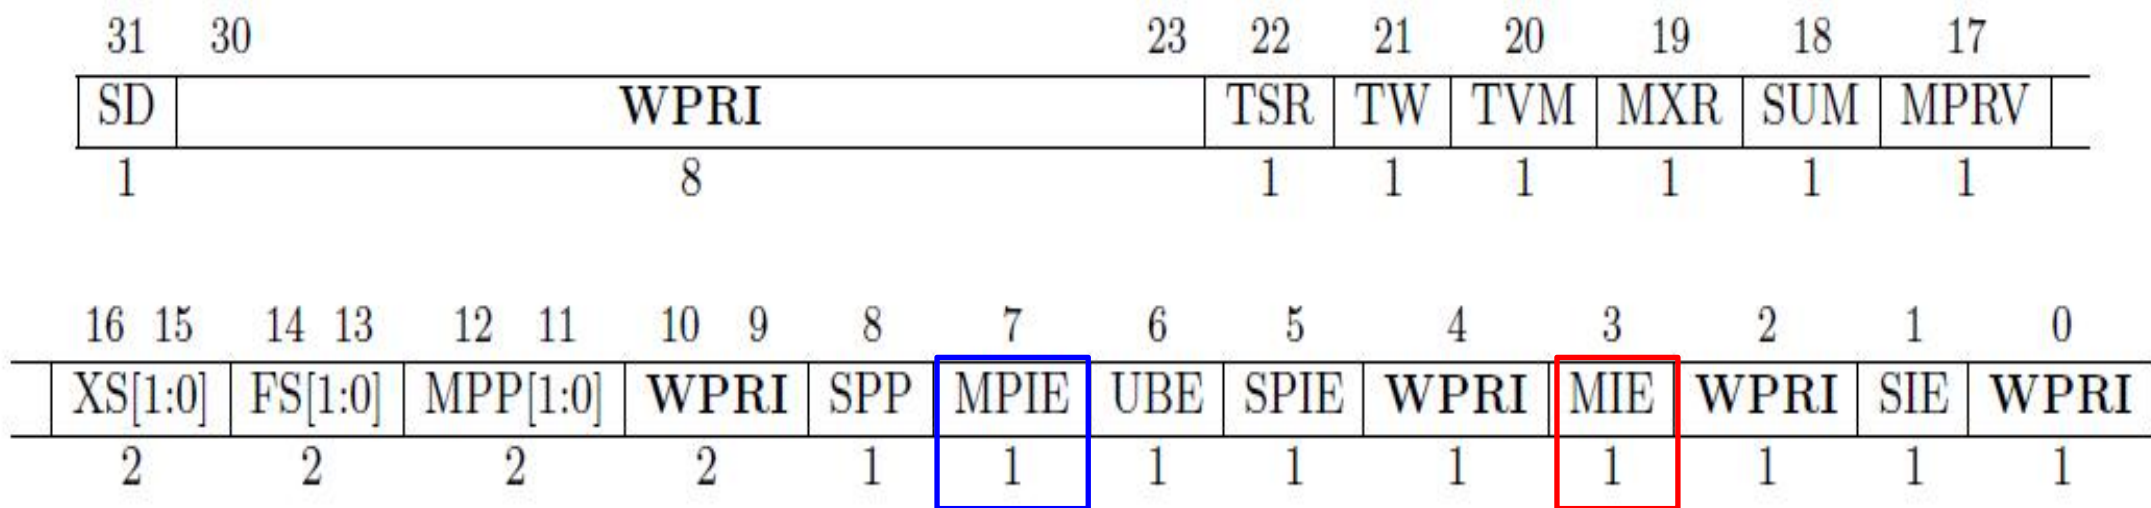 31 30 23 22 21 20 19 18 17
SD WPRI TSR TW TVM MXR SUM MPRV
1 8 1 1 1 1 1 1
16 15 14 13 12 11 10 9 8 7 6 5 4 3 2 1 0
XS[1:0] FS[1:0] MPP[1:0] WPRI SPP MPIE UBE SPIE WPRI MIE WPRI SIE WPRI
2 2 2 2 1 1 1 1 1 1 1 1 1